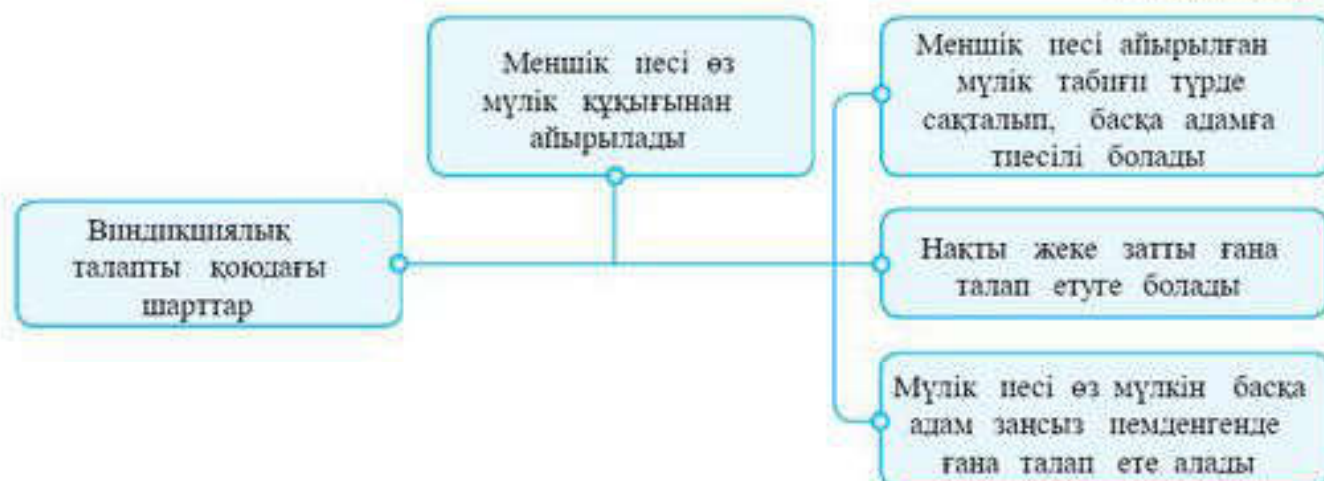 Меншік иесі өз
мүлік құқығынан
айырылады
Меншік иесі айырылған
мүлік табиғи түрде
сақталып, басқа адамға
тиесілі болады
Виндикциялық
талапты қоюдағы
шарттар
Нақты жеке затты ғана
талап етуге болады
Мүлік иесі өз мүлкін басқа
адам заңсыз иемденгенде
ғана талап ете алады